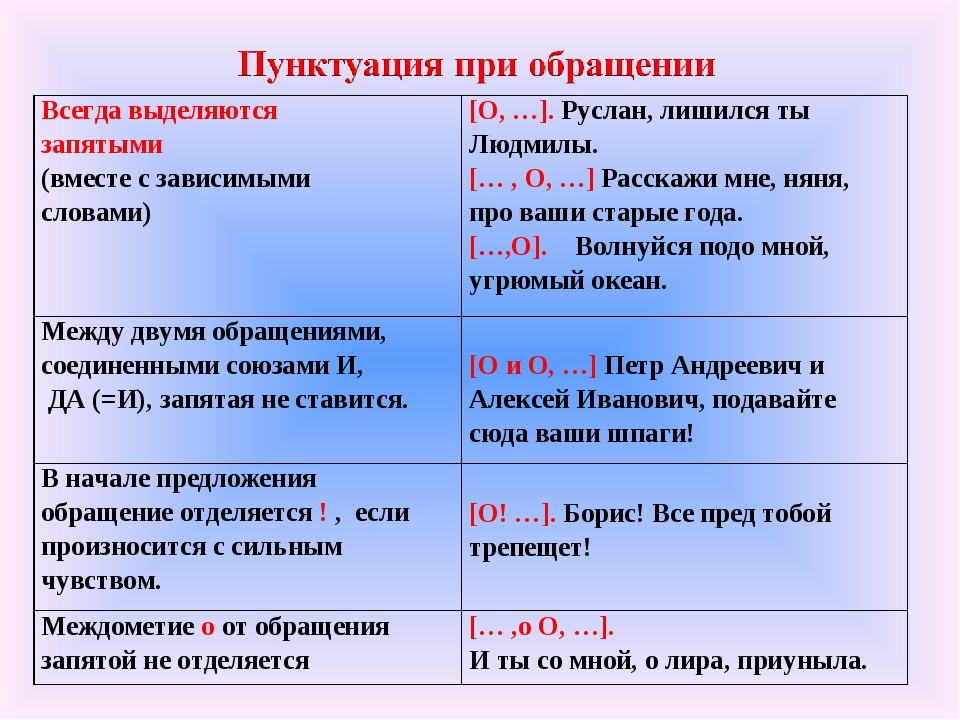 Пунктуация при обращении
Всегда выделяются
запятыми
(вместе с зависимыми
словами)
[О, …]. Руслан, лишился ты
Людмилы.
[… , О, …] Расскажи мне, няня,
про ваши старые года.
[…,О]. Волнуйся подо мной,
угрюмый океан.
Между двумя обращениями,
соединенными союзами И,
ДА (=И), запятая не ставится.
[О и О, …] Петр Андреевич и
Алексей Иванович, подавайте
сюда ваши шпаги!
В начале предложения
обращение отделяется ! , если
произносится с сильным
чувством.
[О! …]. Борис! Все пред тобой
трепещет!
Междометие о от обращения
запятой не отделяется
[… ,о О, …].
И ты со мной, о лира, приуныла.